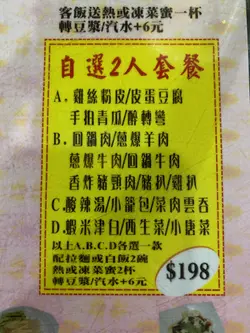 客飯送熱或凍菜蜜一杯
轉豆漿/汽水+6元
自選2人套餐
A. 雞絲粉皮/皮蛋豆腐
手拍青瓜/醉轉彎
B. 回鍋肉/蔥爆羊肉
蔥爆牛肉/回鍋牛肉
香炸豬頸肉/豬扒/雞扒
C. 酸辣湯/小籠包/菜肉雲吞
D. 蝦米津白/西生菜/小唐菜
以上A,B,C,D各選一款
配拉麵或白飯2碗
熱或凍菜蜜2杯
轉豆漿/汽水+6元
$198